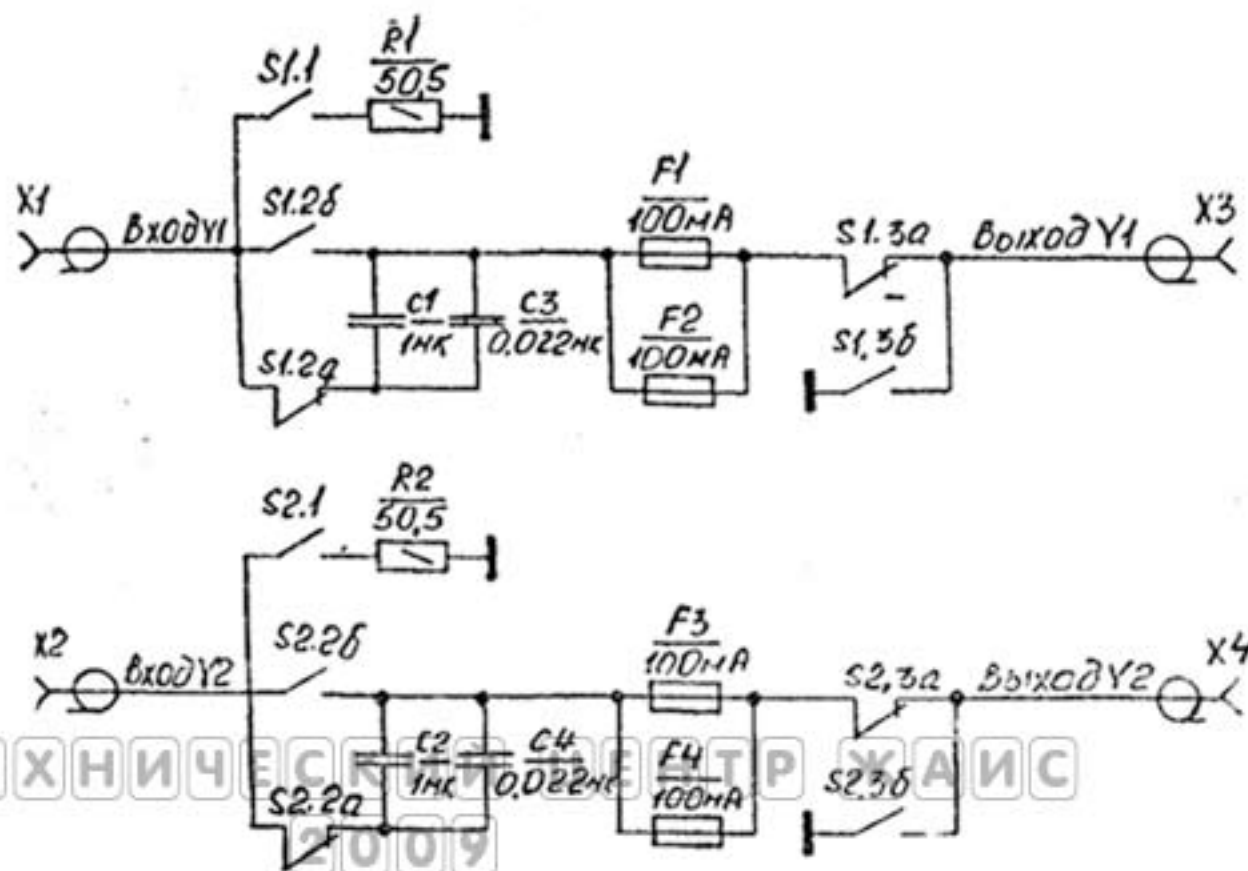 R1
S1.1
50,5
X1
Вход Y1
S1.2б
F1
100мА
S1.3а
Выход Y1
X3
C1
1мк
C3
0,022мк
F2
100мА
S1.2а
S1,3б
R2
S2.1
50,5
X2
Вход Y2
S2.2б
F3
100мА
S2,3а
Выход Y2
X4
C2
1мк
C4
0,022мк
F4
100мА
S2.2а
S2.3б
ХНИЧЕСКИЙ ЦЕНТР ЖАИС
2009